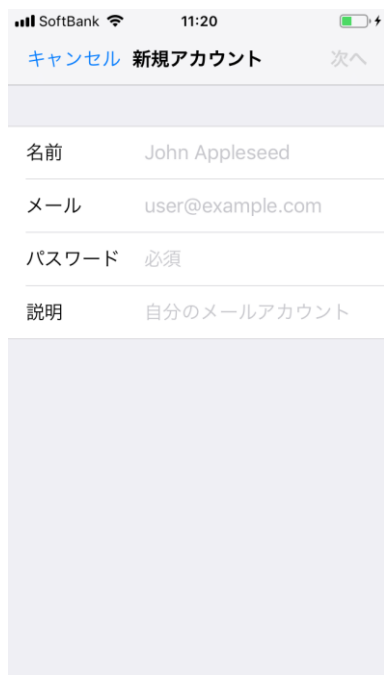 SoftBank 11:20
キャンセル 新規アカウント 次へ
名前 John Appleseed
メール user@example.com
パスワード 必須
説明 自分のメールアカウント